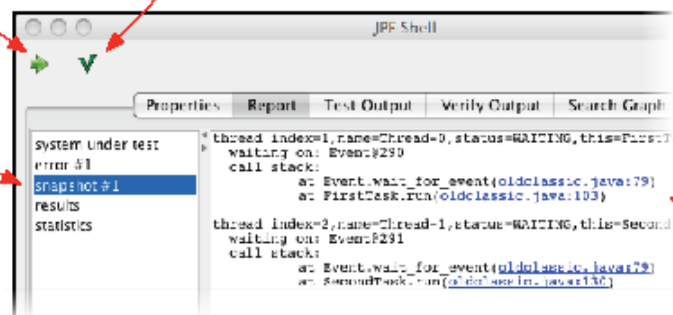 JPF Shell
Properties Report Test Output Verify Output Search Graph
system under test
error #1
snapshot #1
results
statistics
thread index=1,name=Thread-0,status=WAITING,this=FirstT
waiting on: Event@290
call stack:
at Event.wait_for_event(oldclassic.java:79)
at FirstTask.run(oldclassic.java:103)
thread index=2,name=Thread-1,status=WAITING,this=Second
waiting on: Event@291
call stack:
at Event.wait_for_event(oldclassic.java:79)
at SecondTask.run(oldclassic.java:130)